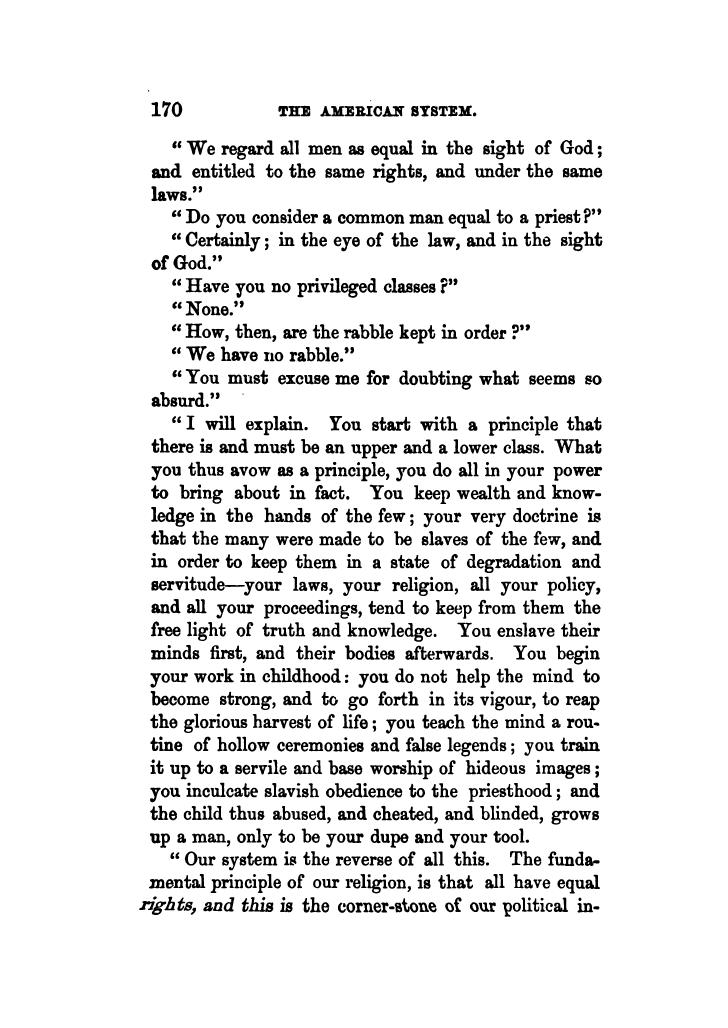 170 THE AMERICAN SYSTEM.
"We regard all men as equal in the sight of God;
and entitled to the same rights, and under the same
laws."
"Do you consider a common man equal to a priest?"
"Certainly; in the eye of the law, and in the sight
of God."
"Have you no privileged classes?"
"None."
"How, then, are the rabble kept in order?"
"We have no rabble."
"You must excuse me for doubting what seems so
absurd."
"I will explain. You start with a principle that
there is and must be an upper and a lower class. What
you thus avow as a principle, you do all in your power
to bring about in fact. You keep wealth and know-
ledge in the hands of the few; your very doctrine is
that the many were made to be slaves of the few, and
in order to keep them in a state of degradation and
servitude—your laws, your religion, all your policy,
and all your proceedings, tend to keep from them the
free light of truth and knowledge. You enslave their
minds first, and their bodies afterwards. You begin
your work in childhood: you do not help the mind to
become strong, and to go forth in its vigour, to reap
the glorious harvest of life; you teach the mind a rou-
tine of hollow ceremonies and false legends; you train
it up to a servile and base worship of hideous images;
you inculcate slavish obedience to the priesthood; and
the child thus abused, and cheated, and blinded, grows
up a man, only to be your dupe and your tool.
"Our system is the reverse of all this. The funda-
mental principle of our religion, is that all have equal
rights, and this is the corner-stone of our political in-